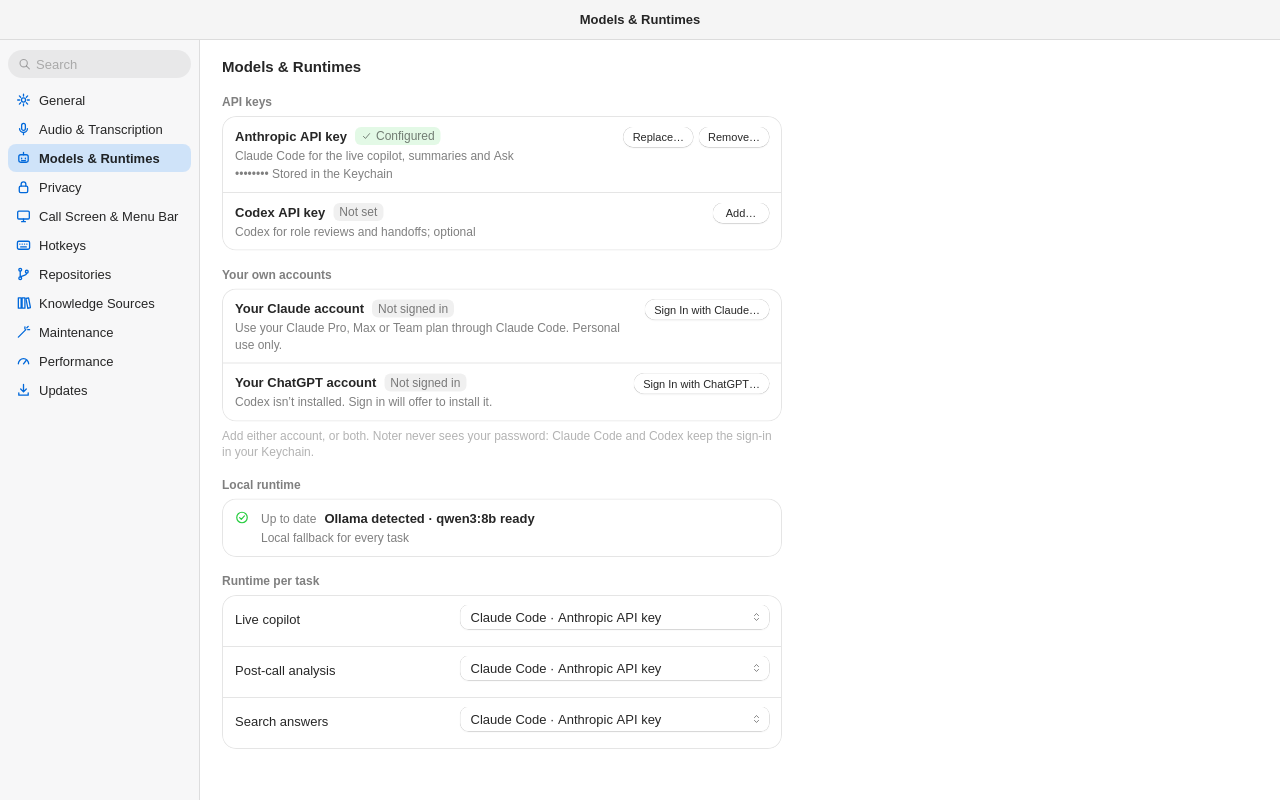 Models & Runtimes
Search
General
Audio & Transcription
Models & Runtimes
Privacy
Call Screen & Menu Bar
Hotkeys
Repositories
Knowledge Sources
Maintenance
Performance
Updates
Models & Runtimes
API keys
Anthropic API key Configured Replace… Remove…
Claude Code for the live copilot, summaries and Ask
•••••••• Stored in the Keychain
Codex API key Not set Add…
Codex for role reviews and handoffs; optional
Your own accounts
Your Claude account Not signed in Sign In with Claude…
Use your Claude Pro, Max or Team plan through Claude Code. Personal
use only.
Your ChatGPT account Not signed in Sign In with ChatGPT…
Codex isn’t installed. Sign in will offer to install it.
Add either account, or both. Noter never sees your password: Claude Code and Codex keep the sign-in
in your Keychain.
Local runtime
Up to date Ollama detected · qwen3:8b ready
Local fallback for every task
Runtime per task
Live copilot Claude Code · Anthropic API key
Post-call analysis Claude Code · Anthropic API key
Search answers Claude Code · Anthropic API key